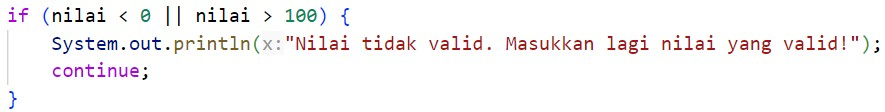 if (nilai < 0 || nilai > 100) {
    System.out.println(x:"Nilai tidak valid. Masukkan lagi nilai yang valid!");
    continue;
}